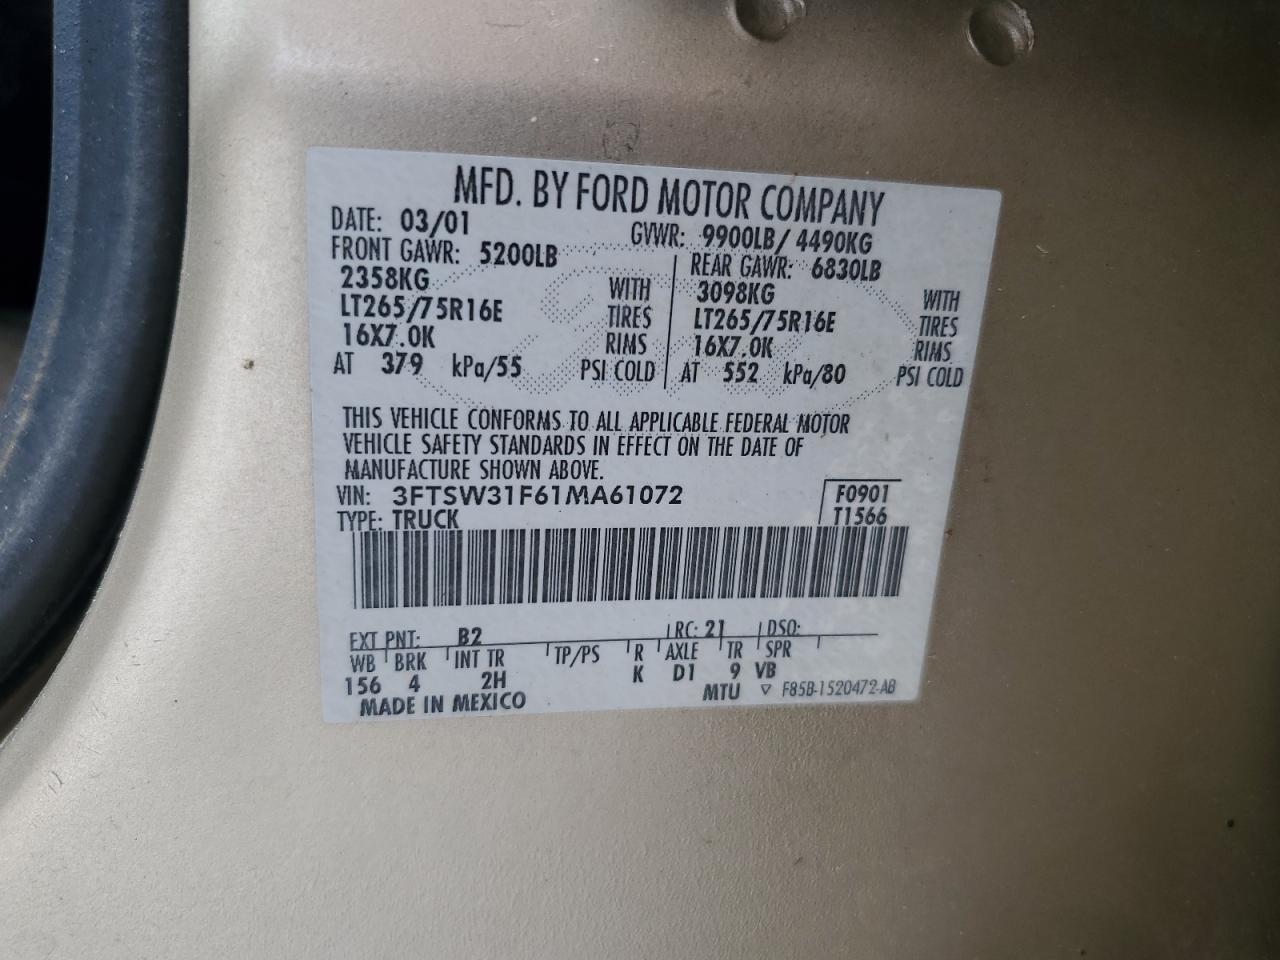 MFD. BY FORD MOTOR COMPANY
DATE: 03/01 GVWR: 9900LB/ 4490KG
FRONT GAWR: 5200LB REAR GAWR: 6830LB
2358KG WITH 3098KG WITH
LT265/75R16E TIRES LT265/75R16E TIRES
16X7.0K RIMS 16X7.0K RIMS
AT 379 kPa/55 PSI COLD AT 552 kPa/80 PSI COLD
THIS VEHICLE CONFORMS TO ALL APPLICABLE FEDERAL MOTOR
VEHICLE SAFETY STANDARDS IN EFFECT ON THE DATE OF
MANUFACTURE SHOWN ABOVE.
VIN: 3FTSW31F61MA61072 F0901
TYPE: TRUCK T1566
EXT PNT: B2 RC: 21 DSO:
WB BRK INT TR TP/PS R AXLE TR SPR
156 4 2H K D1 9 VB
MADE IN MEXICO MTU ▽ F85B-1520472-AB